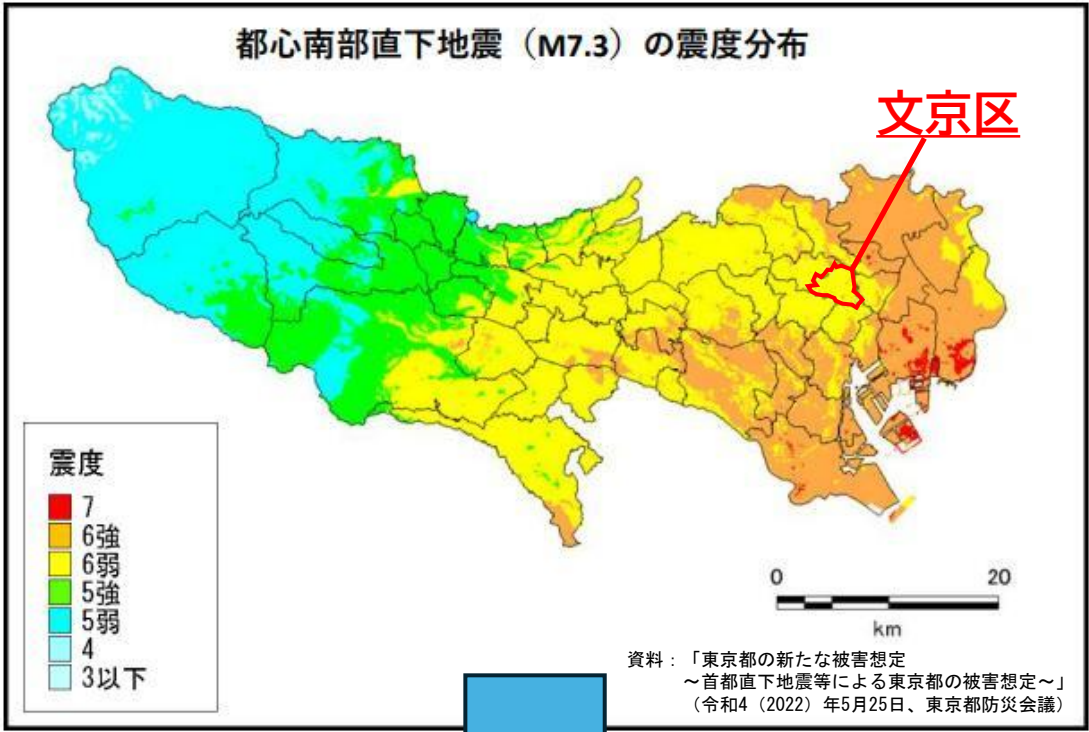 都心南部直下地震（M7.3）の震度分布
文京区
震度
7
6強
6弱
5強
5弱
4
3以下
0 20
km
資料：「東京都の新たな被害想定
～首都直下地震等による東京都の被害想定～」
（令和4（2022）年5月25日、東京都防災会議）